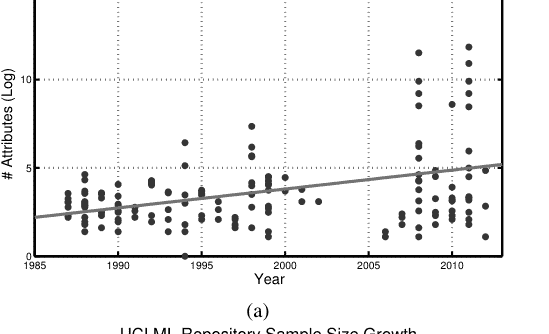 # Attributes (Log)
10
5
0
1985 1990 1995 2000 2005 2010
Year
(a)
UCI ML Repository Sample Size Growth